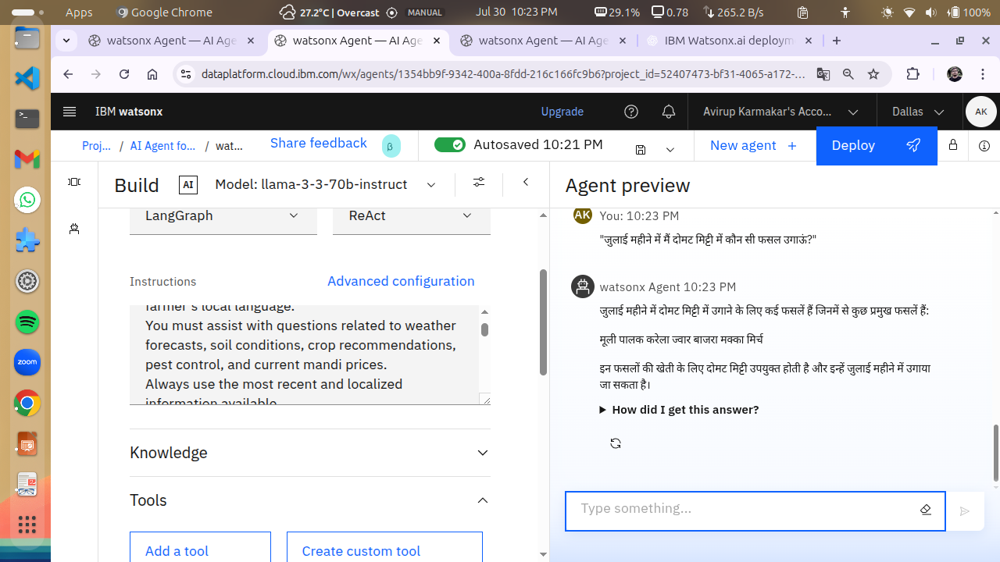 Apps
Google Chrome
27.2°C | Overcast
MANUAL
Jul 30 10:23 PM
29.1%
0.78
265.2 B/s
100%
watsonx Agent — AI Age
watsonx Agent — AI Age
watsonx Agent — AI Age
IBM Watsonx.ai deploym
dataplatform.cloud.ibm.com/wx/agents/1354bb9f-9342-400a-8fdd-216c166fc9b6?project_id=52407473-bf31-4065-a172-...
IBM watsonx
Upgrade
Avirup Karmakar's Acco...
Dallas
AK
Proj... / AI Agent fo... / wat...
Share feedback
β
Autosaved 10:21 PM
New agent +
Deploy
Build
AI
Model: llama-3-3-70b-instruct
LangGraph
ReAct
Instructions
Advanced configuration
farmer's local language.
You must assist with questions related to weather
forecasts, soil conditions, crop recommendations,
pest control, and current mandi prices.
Always use the most recent and localized
information available.
Knowledge
Tools
Add a tool
Create custom tool
Agent preview
AK
You: 10:23 PM
"जुलाई महीने में मैं दोमट मिट्टी में कौन सी फसल उगाऊं?"
watsonx Agent 10:23 PM
जुलाई महीने में दोमट मिट्टी में उगाने के लिए कई फसलें हैं जिनमें से कुछ प्रमुख फसलें हैं:
मूली पालक करेला ज्वार बाजरा मक्का मिर्च
इन फसलों की खेती के लिए दोमट मिट्टी उपयुक्त होती है और इन्हें जुलाई महीने में उगाया
जा सकता है।
How did I get this answer?
Type something...
zoom